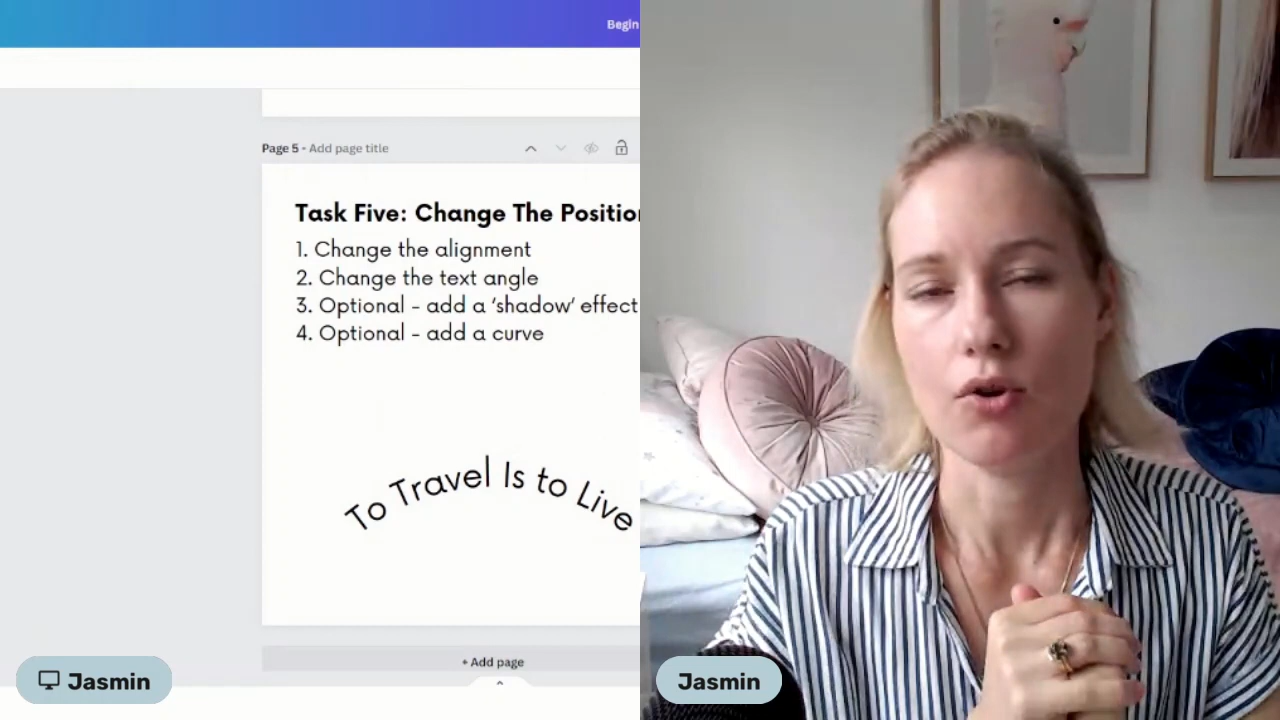 Begin
Page 5 - Add page title
Task Five: Change The Position
1. Change the alignment
2. Change the text angle
3. Optional - add a ‘shadow’ effect
4. Optional - add a curve
To Travel Is to Live
+ Add page
Jasmin
Jasmin